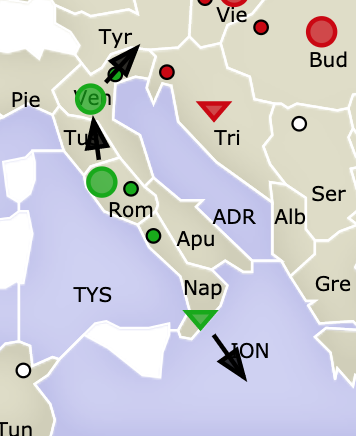 Vie
Tyr
Bud
Ven
Pie
Tus
Tri
Ser
Rom
ADR
Alb
Apu
Gre
Nap
TYS
ION
Tun